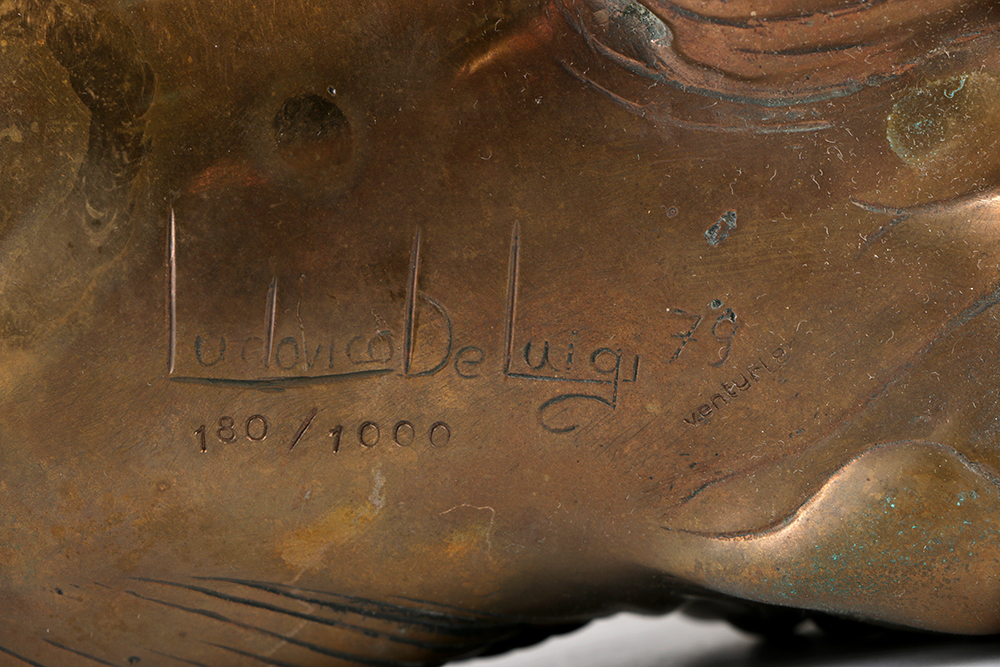 Ludovico De Luigi 79
venturi
180/1000